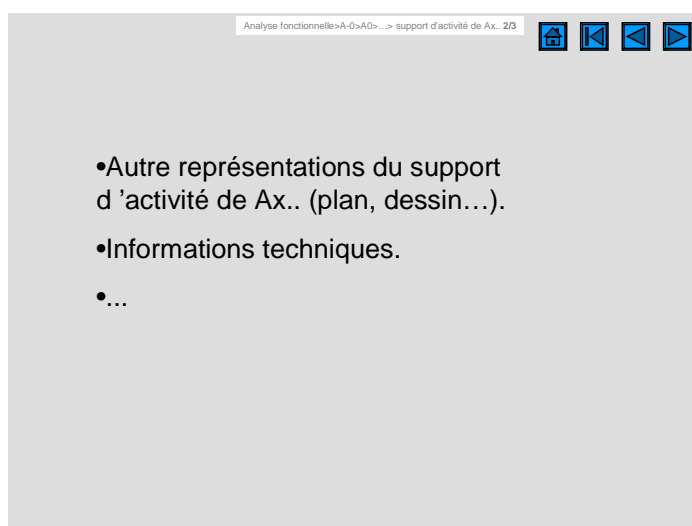 Analyse fonctionnelle>A-0>A0>…> support d'activité de Ax.. 2/3
•Autre représentations du support
d ’activité de Ax.. (plan, dessin…).
•Informations techniques.
•...